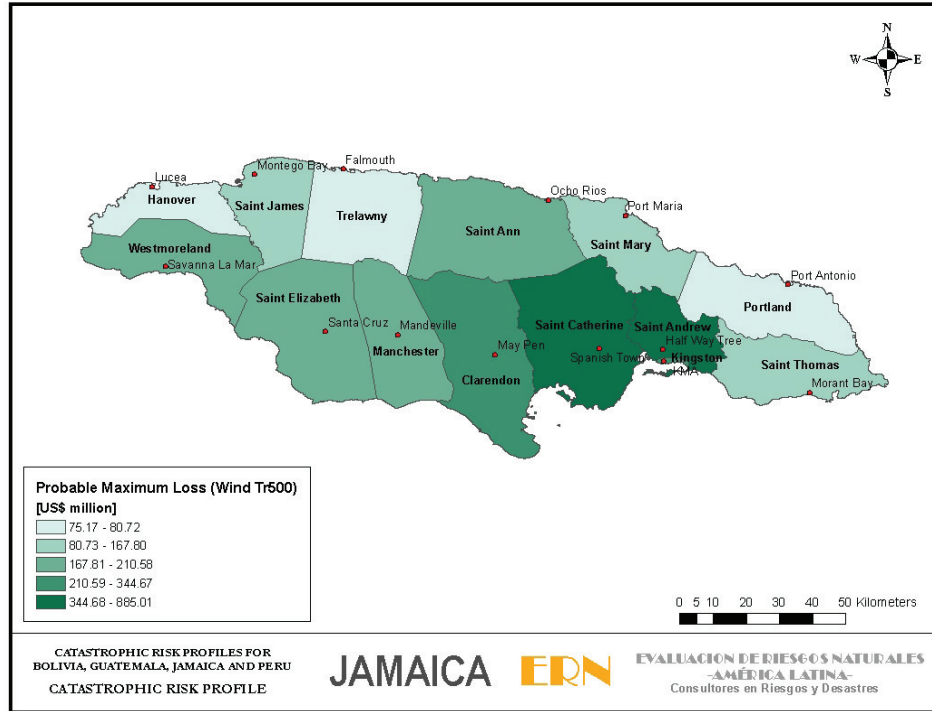 N
W
E
S
Lucea
Hanover
Montego Bay
Saint James
Falmouth
Trelawny
Ocho Rios
Saint Ann
Port Maria
Saint Mary
Westmoreland
Savanna La Mar
Saint Elizabeth
Santa Cruz
Mandeville
Manchester
May Pen
Clarendon
Saint Catherine
Spanish Town
Saint Andrew
Half Way Tree
Kingston
KMA
Port Antonio
Portland
Saint Thomas
Morant Bay
Probable Maximum Loss (Wind Tr500)
[US$ million]
75.17 - 80.72
80.73 - 167.80
167.81 - 210.58
210.59 - 344.67
344.68 - 885.01
0 5 10 20 30 40 50 Kilometers
CATASTROPHIC RISK PROFILES FOR
BOLIVIA, GUATEMALA, JAMAICA AND PERU
CATASTROPHIC RISK PROFILE
JAMAICA
ERN
EVALUACION DE RIESGOS NATURALES
-AMÉRICA LATINA-
Consultores en Riesgos y Desastres